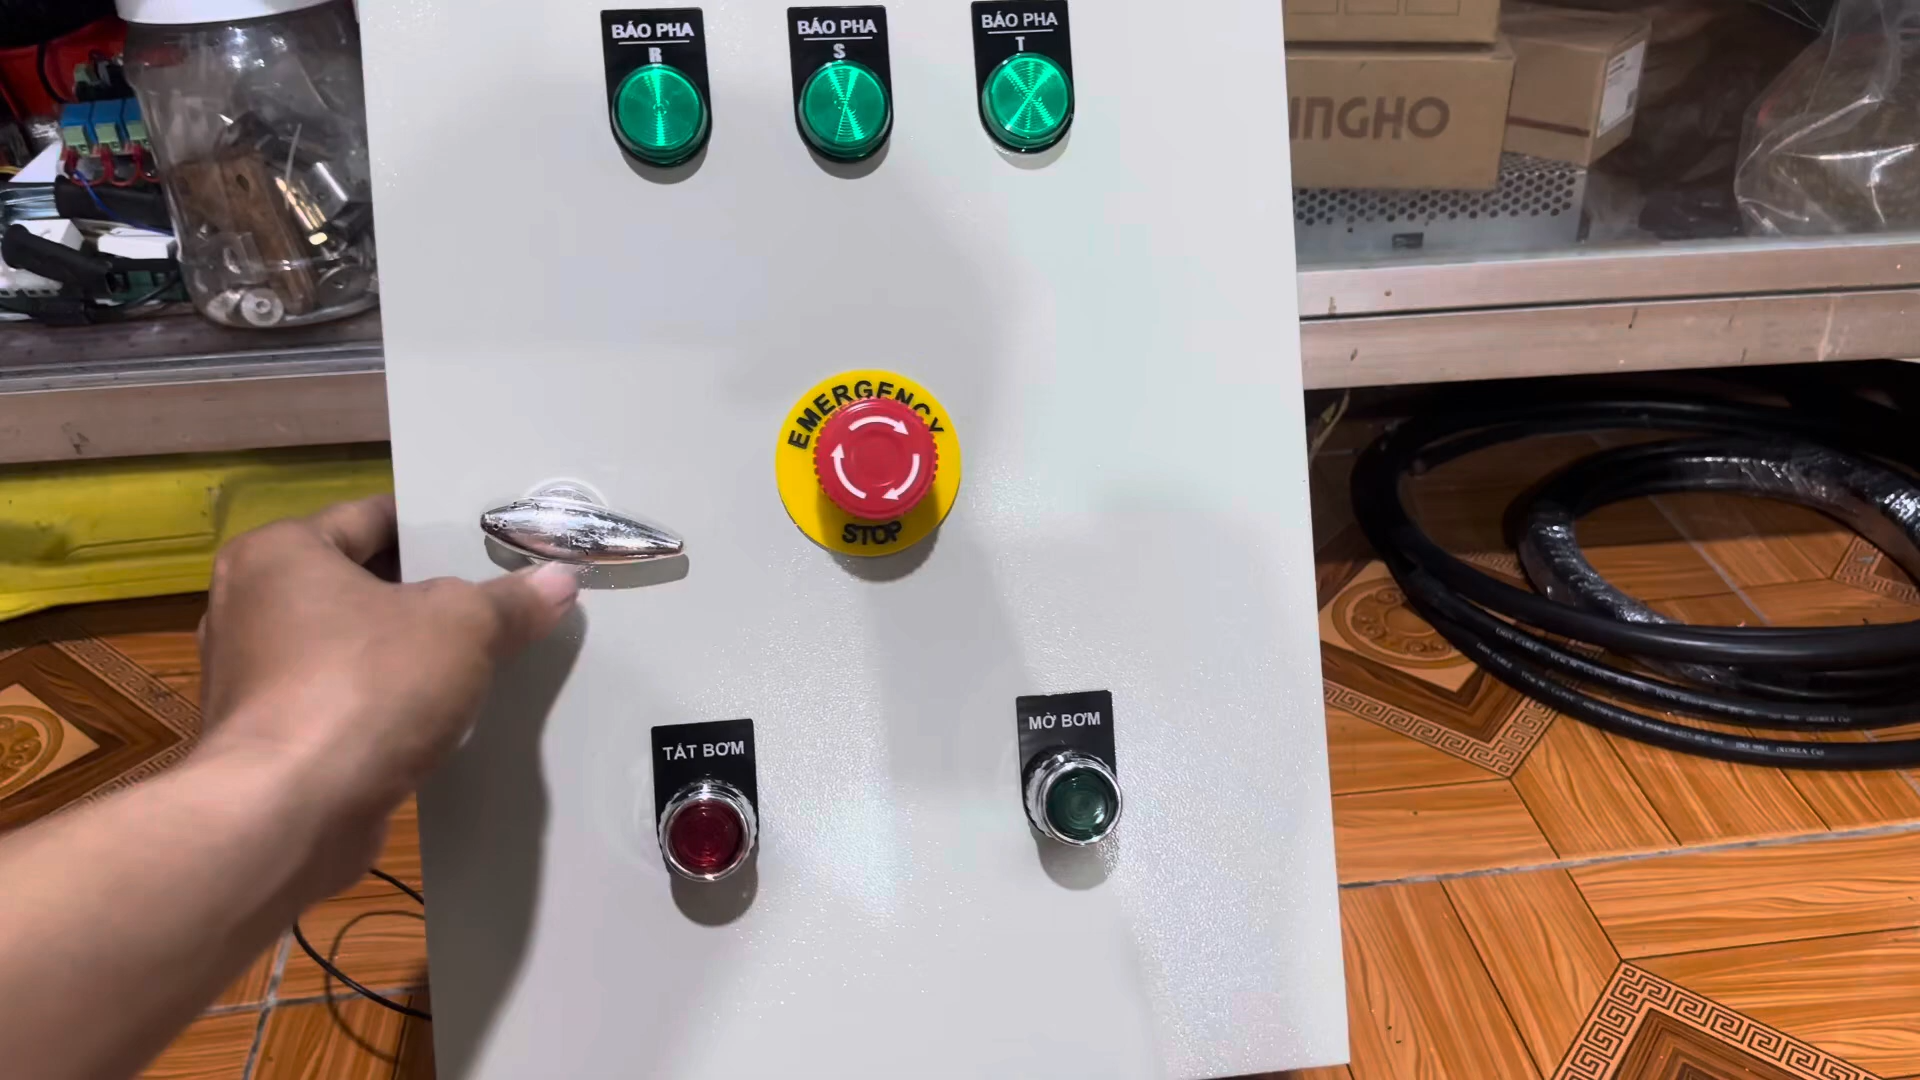 BÁO PHA
R
BÁO PHA
S
BÁO PHA
T
INGHO
EMERGENCY
STOP
TẮT BƠM
MỞ BƠM